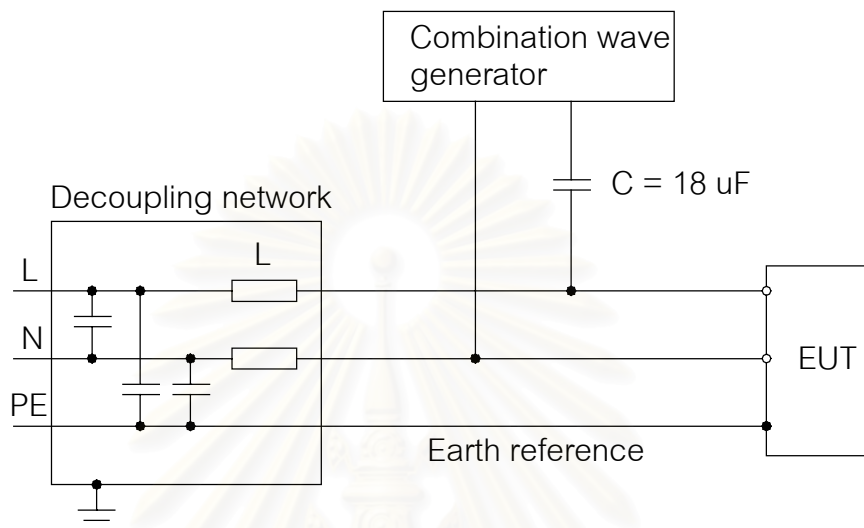 Combination wave
generator
C = 18 uF
Decoupling network
L
L
N
PE
EUT
Earth reference